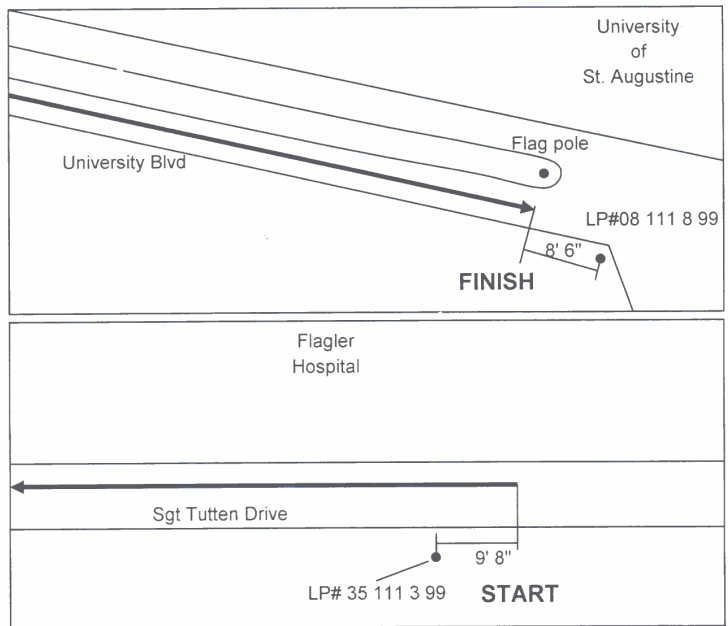 University
of
St. Augustine
Flag pole
University Blvd
LP#08 111 8 99
8' 6"
FINISH
Flagler
Hospital
Sgt Tutten Drive
9' 8"
LP# 35 111 3 99
START